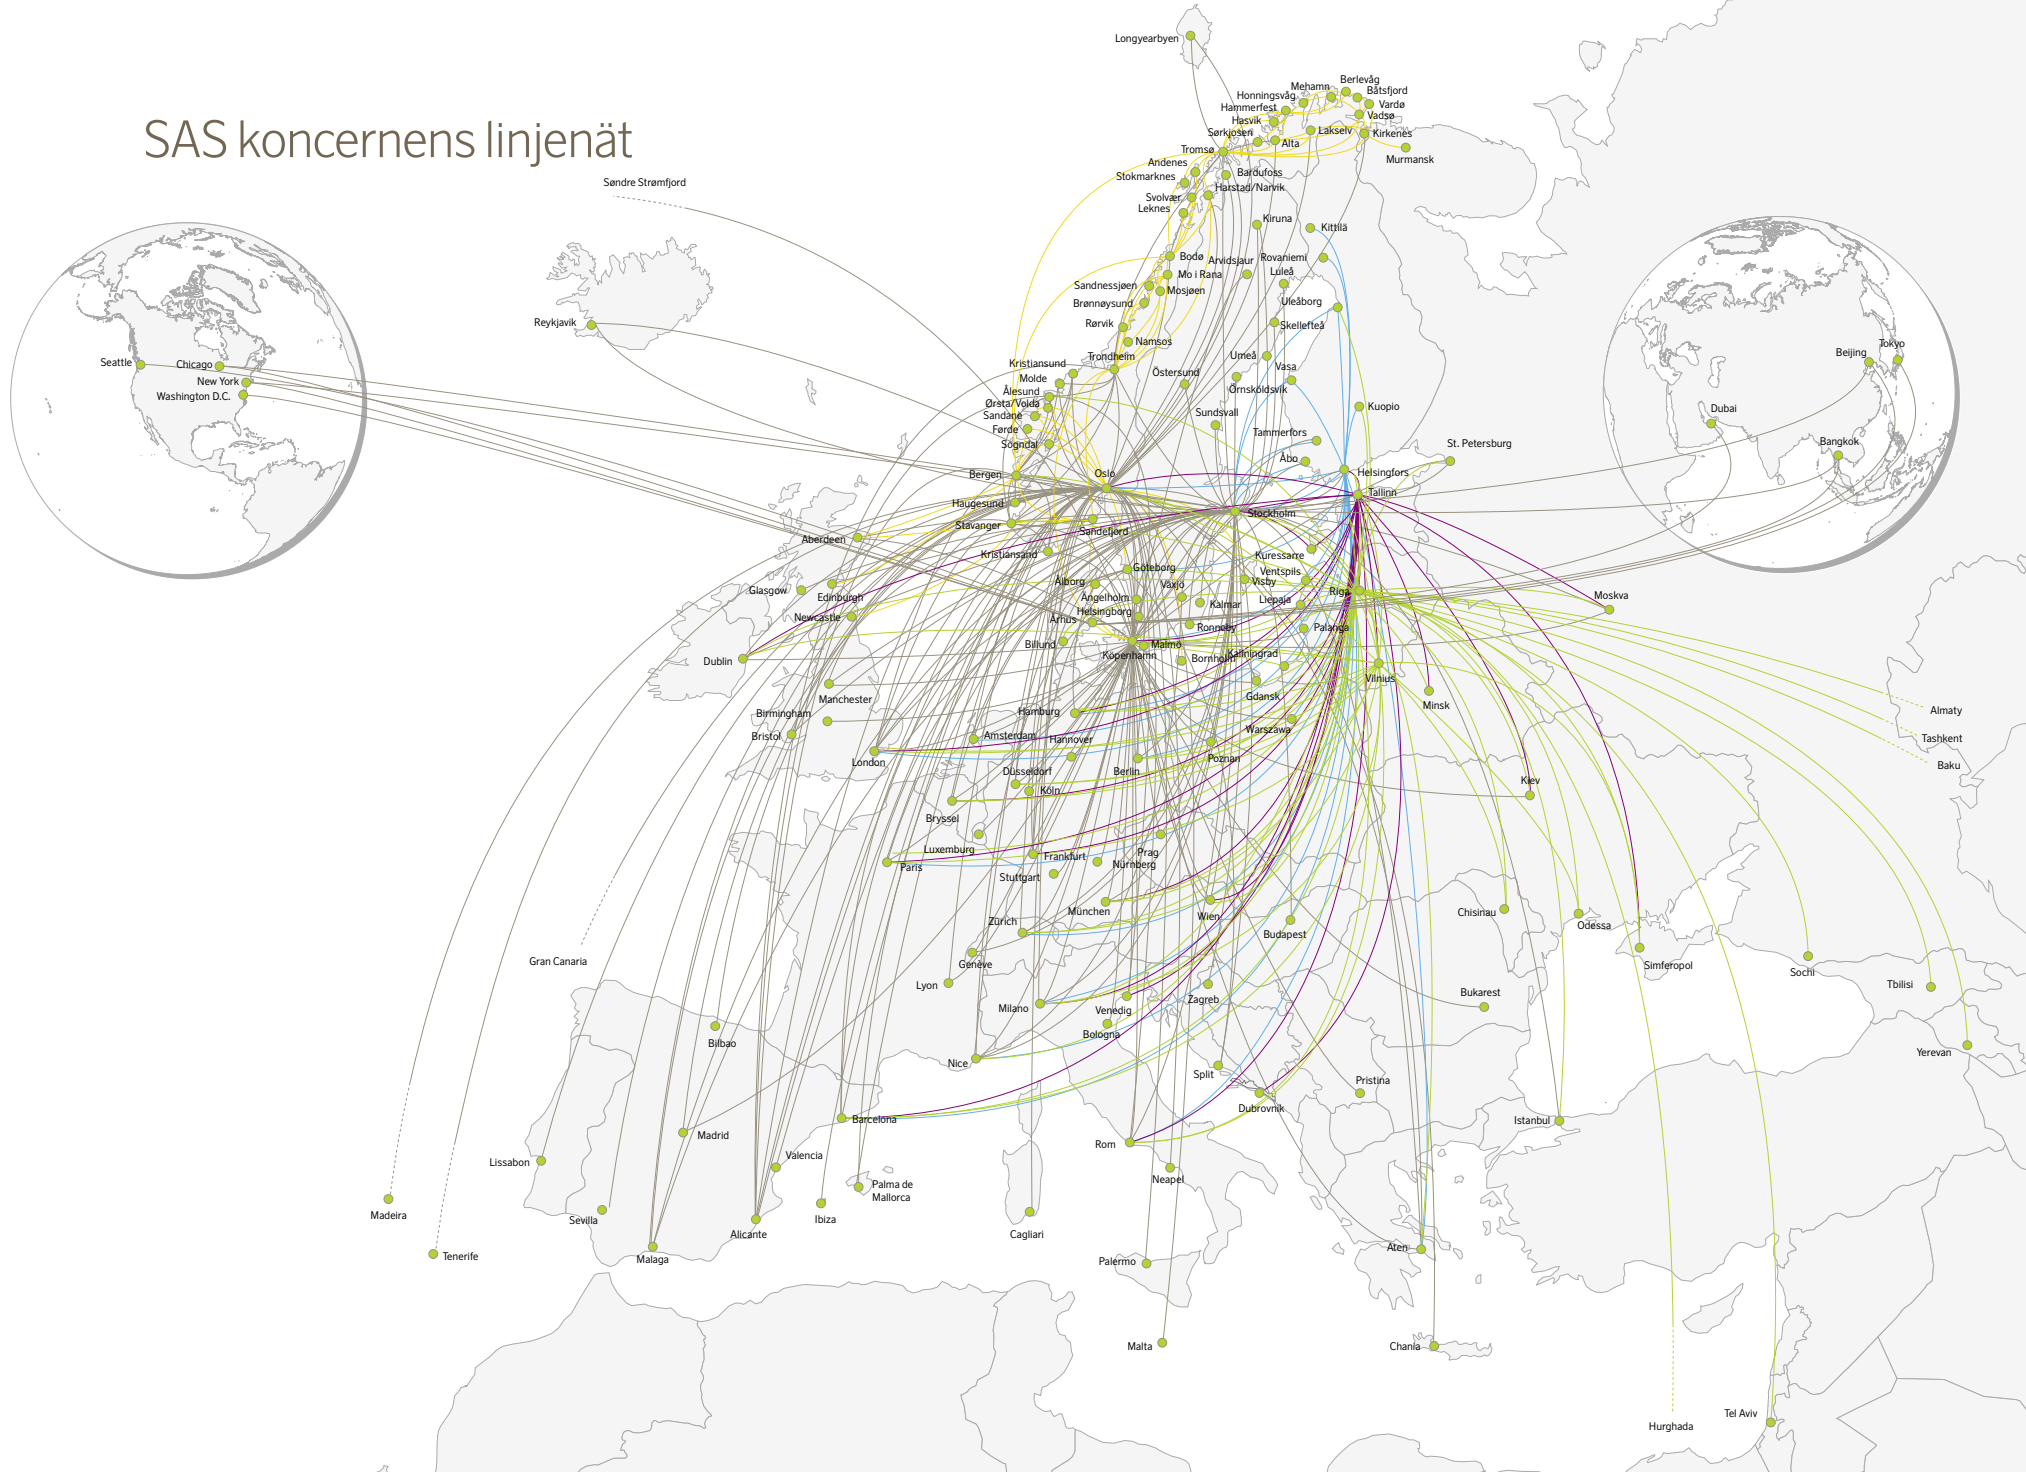 SAS koncernens linjenät
Longyearbyen
Berlevåg
Mehamn
Båtsfjord
Honningsvåg
Vardø
Hammerfest
Vadsø
Hasvik
Sørkjosen
Lakselv
Kirkenes
Alta
Tromsø
Murmansk
Andenes
Bardufoss
Stokmarknes
Harstad/Narvik
Svolvær
Leknes
Søndre Strømfjord
Kiruna
Kittilä
Bodø
Arvidsjaur
Rovaniemi
Mo i Rana
Luleå
Sandnessjøen
Mosjøen
Brønnøysund
Uleåborg
Rørvik
Skellefteå
Reykjavik
Namsos
Kristiansund
Trondheim
Umeå
Vasa
Molde
Östersund
Ålesund
Örnsköldsvik
Ørsta/Volda
Kuopio
Sandane
Sundsvall
Førde
Tammerfors
Sogndal
St. Petersburg
Åbo
Bergen
Oslo
Helsingfors
Tallinn
Haugesund
Stockholm
Stavanger
Sandefjord
Aberdeen
Kristiansand
Kuressarre
Göteborg
Ventspils
Visby
Ålborg
Växjö
Glasgow
Edinburgh
Ängelholm
Kalmar
Liepaja
Riga
Moskva
Newcastle
Helsingborg
Århus
Ronneby
Palanga
Billund
Malmö
Dublin
Köpenhamn
Bornholm
Kaliningrad
Vilnius
Manchester
Gdansk
Minsk
Birmingham
Hamburg
Bristol
Amsterdam
Hannover
Warszawa
London
Düsseldorf
Berlin
Poznan
Köln
Kiev
Bryssel
Luxemburg
Paris
Frankfurt
Prag
Nürnberg
Stuttgart
Zürich
München
Wien
Budapest
Chisinau
Odessa
Genève
Simferopol
Sochi
Lyon
Tbilisi
Milano
Venedig
Zagreb
Bukarest
Bologna
Bilbao
Yerevan
Nice
Split
Pristina
Dubrovnik
Barcelona
Istanbul
Madrid
Rom
Lissabon
Valencia
Neapel
Palma de
Mallorca
Sevilla
Ibiza
Alicante
Cagliari
Malaga
Palermo
Aten
Malta
Chania
Madeira
Tenerife
Gran Canaria
Hurghada
Tel Aviv
Almaty
Tashkent
Baku
Seattle
Chicago
New York
Washington D.C.
Tokyo
Beijing
Dubai
Bangkok